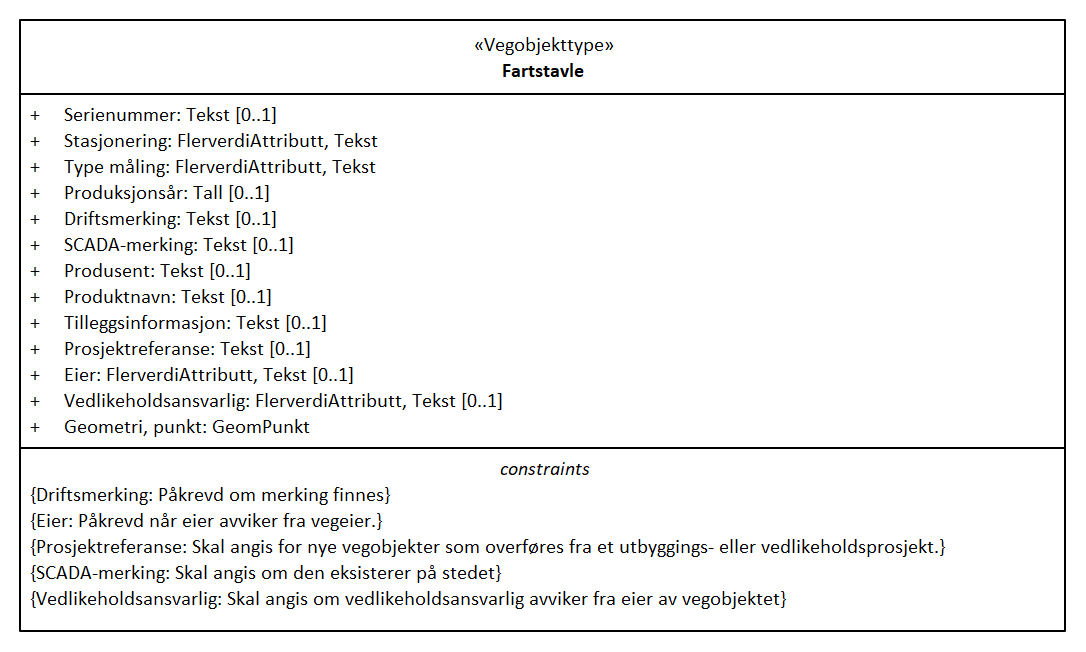 «Vegobjekttype»
Fartstavle
+ Serienummer: Tekst [0..1]
+ Stasjonering: FlerverdiAttributt, Tekst
+ Type måling: FlerverdiAttributt, Tekst
+ Produksjonsår: Tall [0..1]
+ Driftsmerking: Tekst [0..1]
+ SCADA-merking: Tekst [0..1]
+ Produsent: Tekst [0..1]
+ Produktnavn: Tekst [0..1]
+ Tilleggsinformasjon: Tekst [0..1]
+ Prosjektreferanse: Tekst [0..1]
+ Eier: FlerverdiAttributt, Tekst [0..1]
+ Vedlikeholdsansvarlig: FlerverdiAttributt, Tekst [0..1]
+ Geometri, punkt: GeomPunkt
constraints
{Driftsmerking: Påkrevd om merking finnes}
{Eier: Påkrevd når eier avviker fra vegeier.}
{Prosjektreferanse: Skal angis for nye vegobjekter som overføres fra et utbyggings- eller vedlikeholdsprosjekt.}
{SCADA-merking: Skal angis om den eksisterer på stedet}
{Vedlikeholdsansvarlig: Skal angis om vedlikeholdsansvarlig avviker fra eier av vegobjektet}